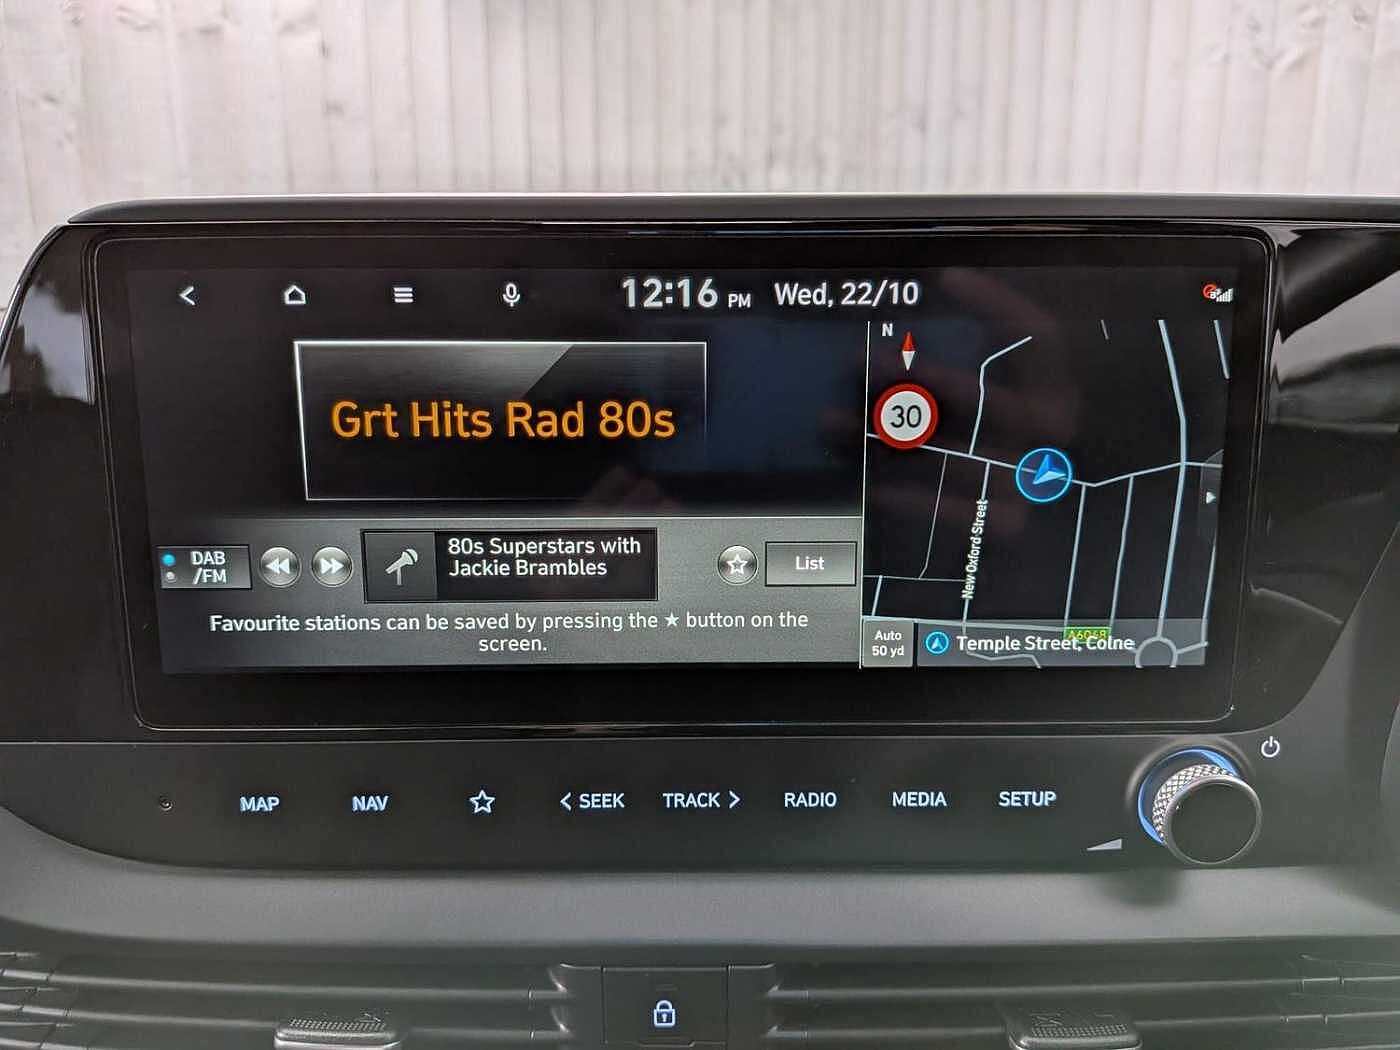 12:16 PM Wed, 22/10
Grt Hits Rad 80s
DAB
/FM
80s Superstars with
Jackie Brambles
List
Favourite stations can be saved by pressing the ★ button on the
screen.
N
30
New Oxford Street
A6068
Auto
50 yd
Temple Street, Colne
MAP
NAV
SEEK
TRACK
RADIO
MEDIA
SETUP